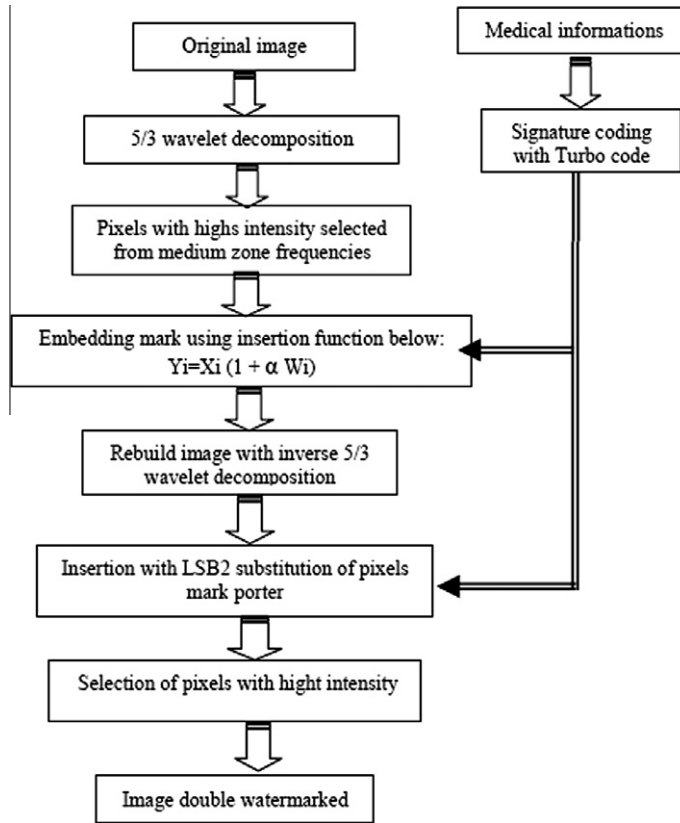 Original image
Medical informations
5/3 wavelet decomposition
Signature coding
with Turbo code
Pixels with highs intensity selected
from medium zone frequencies
Embedding mark using insertion function below:
Yi=Xi (1 + α Wi)
Rebuild image with inverse 5/3
wavelet decomposition
Insertion with LSB2 substitution of pixels
mark porter
Selection of pixels with hight intensity
Image double watermarked